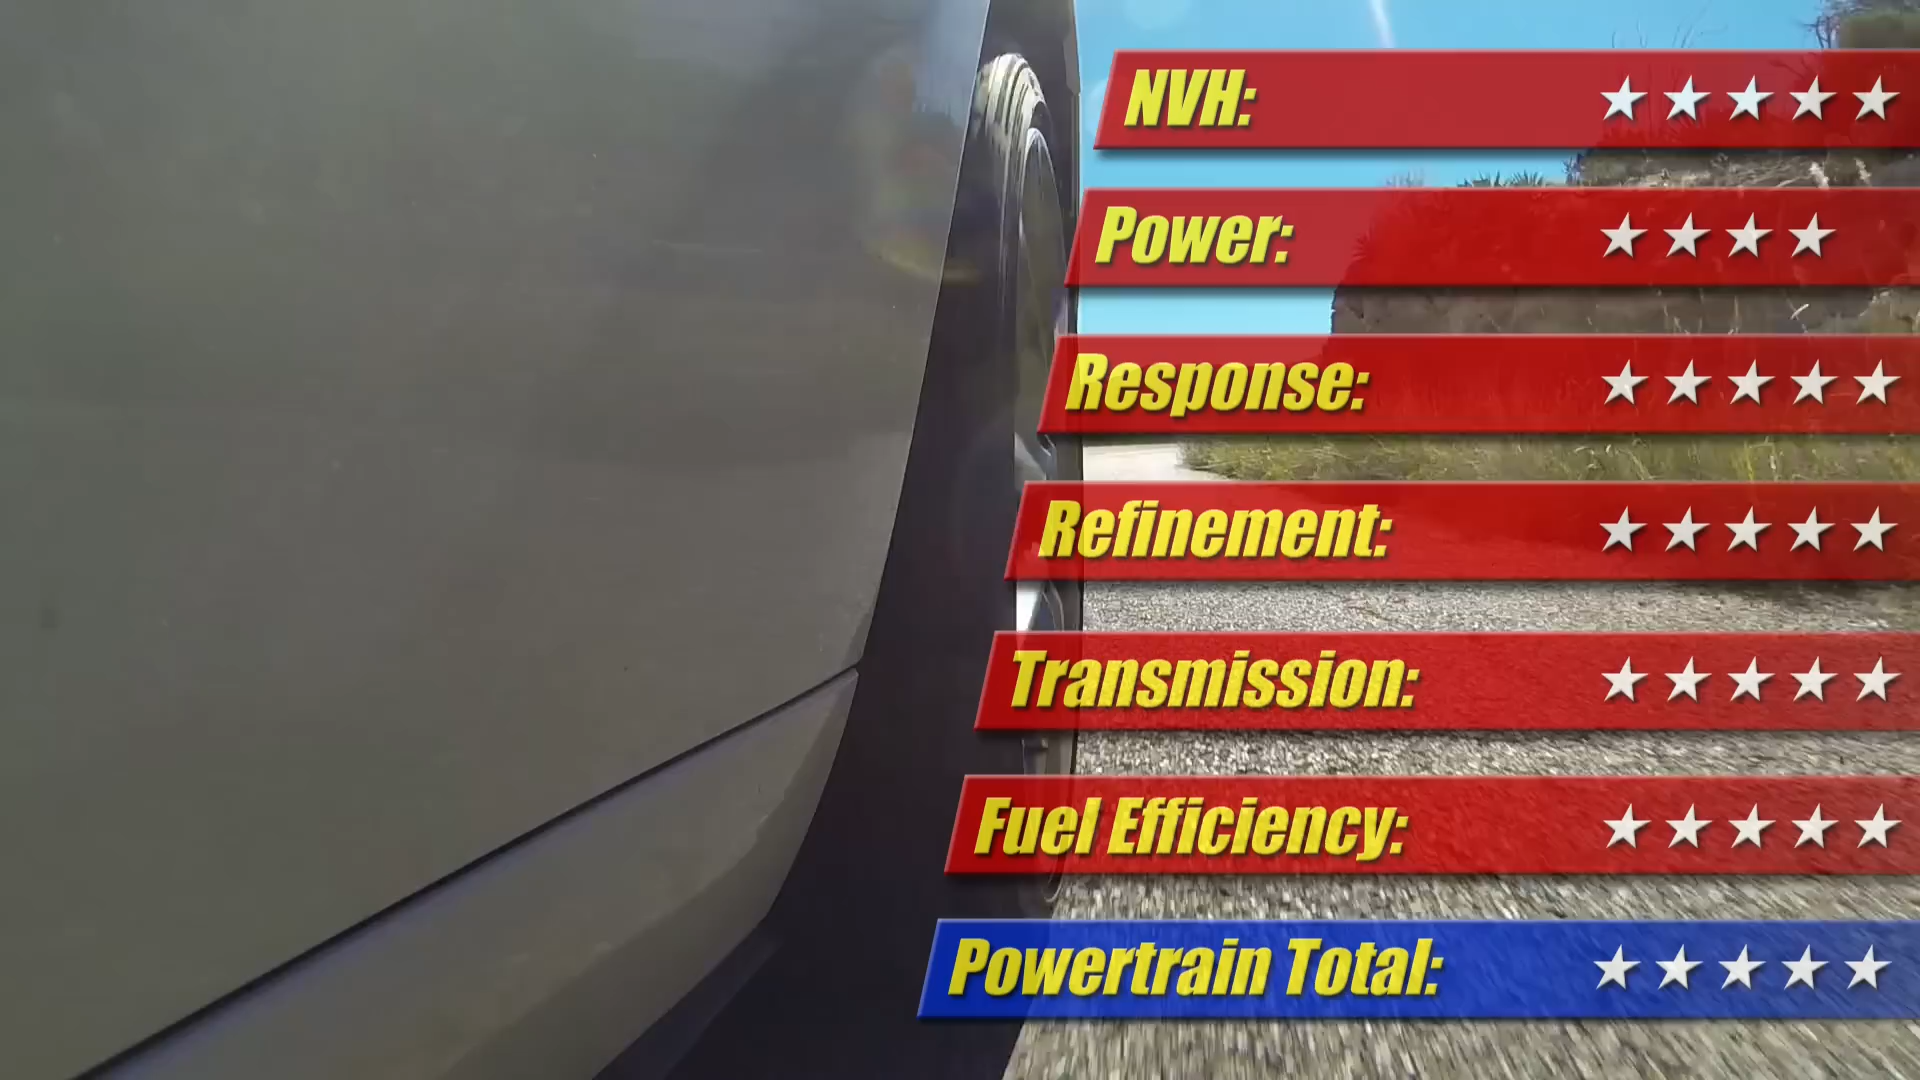 NVH: ★ ★ ★ ★ ★
Power: ★ ★ ★ ★
Response: ★ ★ ★ ★ ★
Refinement: ★ ★ ★ ★ ★
Transmission: ★ ★ ★ ★ ★
Fuel Efficiency: ★ ★ ★ ★ ★
Powertrain Total: ★ ★ ★ ★ ★